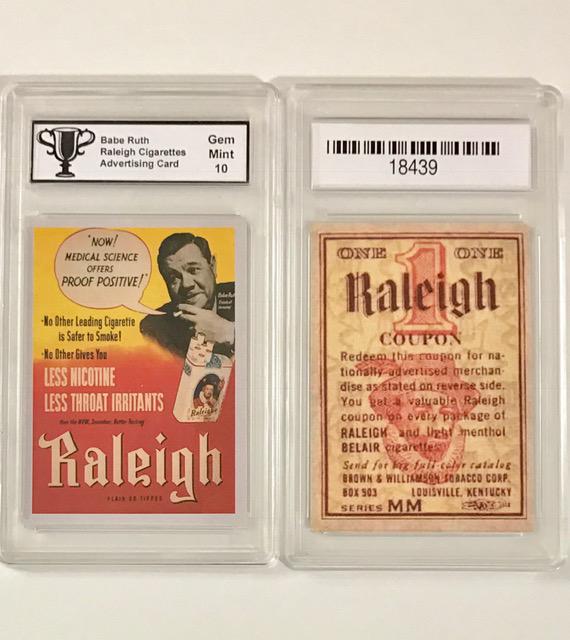 Babe Ruth
Raleigh Cigarettes
Advertising Card
Gem
Mint
10
"NOW!
MEDICAL SCIENCE
OFFERS
PROOF POSITIVE!"
Babe Ruth
•No Other Leading Cigarette
is Safer to Smoke!
•No Other Gives You
LESS NICOTINE
LESS THROAT IRRITANTS
Raleigh
Raleigh
PLAIN OR TIPPED
18439
ONE 1 ONE
Raleigh
COUPON
Redeem this coupon for na-
tionally-advertised merchan-
dise as stated on reverse side.
You get a valuable Raleigh
coupon on every package of
RALEIGH and light menthol
BELAIR cigarettes.
Send for big full-color catalog
BROWN & WILLIAMSON TOBACCO CORP.
BOX 903 LOUISVILLE, KENTUCKY
SERIES MM